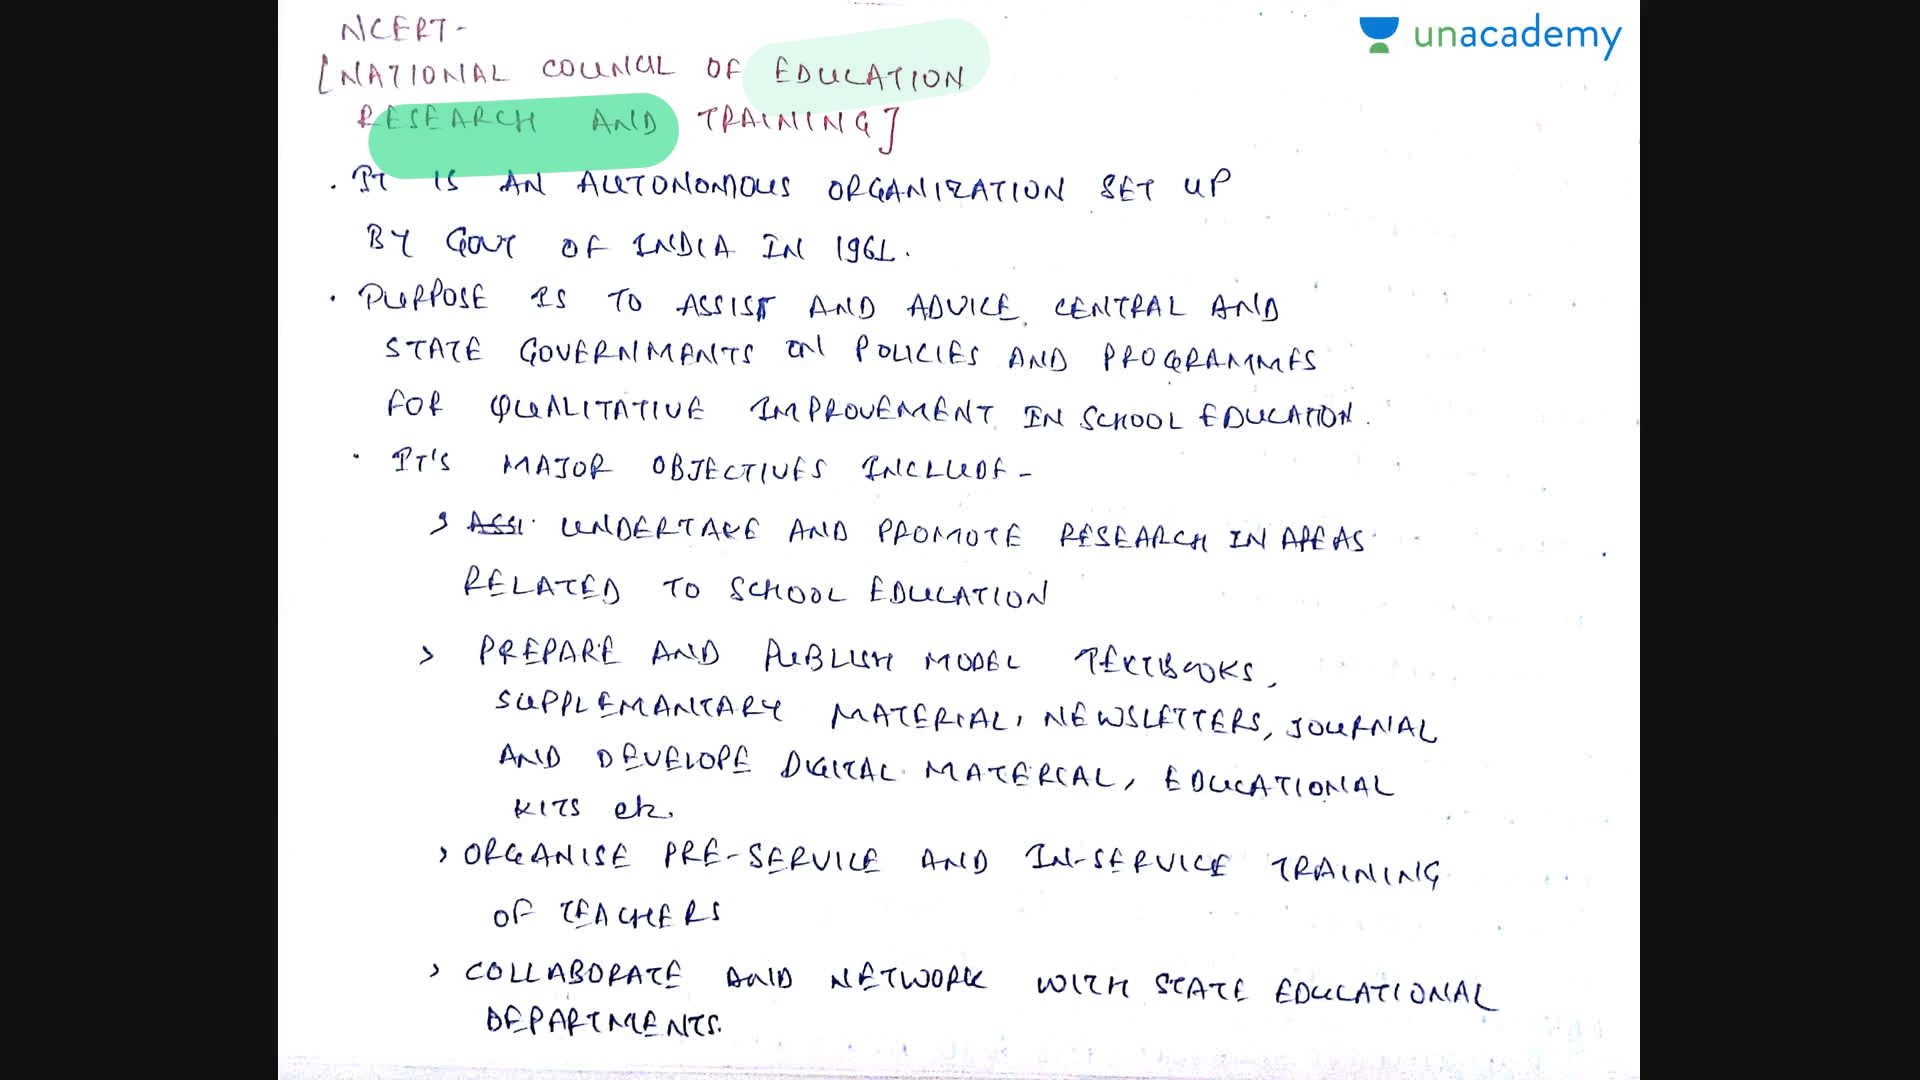 unacademy
NCERT-
[NATIONAL COUNCIL OF EDUCATION
RESEARCH AND TRAINING]
· IT IS AN AUTONOMOUS ORGANIZATION SET UP
BY GOVT OF INDIA IN 1961.
· PURPOSE IS TO ASSIST AND ADVICE CENTRAL AND
STATE GOVERNMANTS ON POLICIES AND PROGRAMMES
FOR QUALITATIVE IMPROVEMENT IN SCHOOL EDUCATION.
· IT'S MAJOR OBJECTIVES INCLUDE -
> ASSI UNDERTAKE AND PROMOTE RESEARCH IN AREAS
RELATED TO SCHOOL EDUCATION
> PREPARE AND PUBLISH MODEL TEXTBOOKS,
SUPPLEMANTARY MATERIAL, NEWSLETTERS, JOURNAL
AND DEVELOPE DIGITAL MATERIAL, EDUCATIONAL
KITS etc.
> ORGANISE PRE-SERVICE AND IN-SERVICE TRAINING
OF TEACHERS
> COLLABORATE AND NETWORK WITH STATE EDUCATIONAL
DEPARTMENTS.